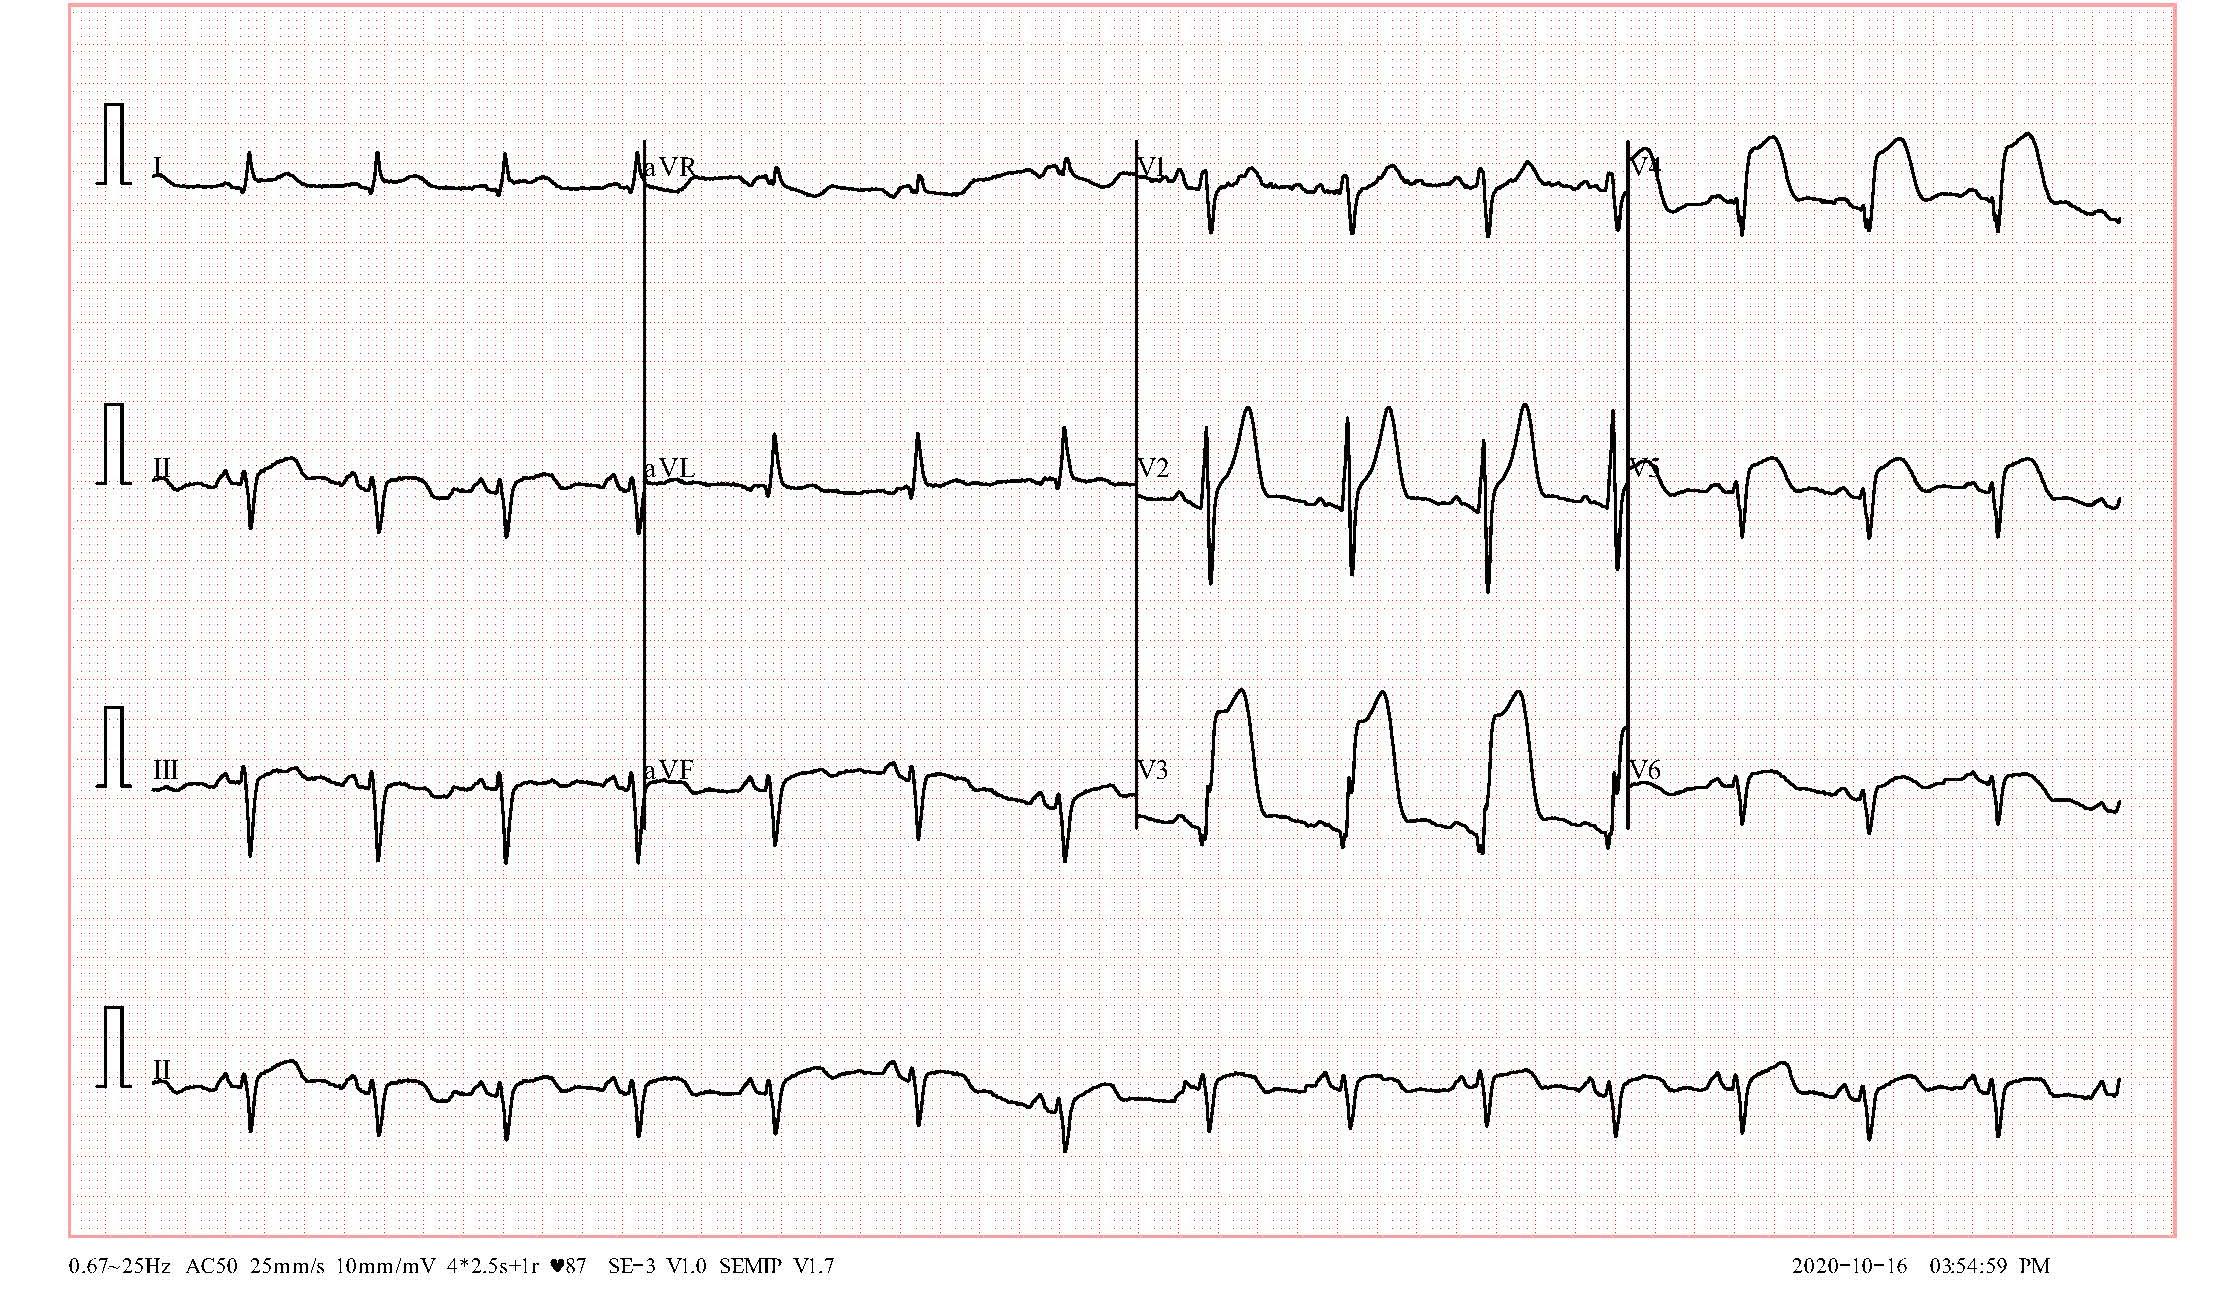 I aVR V1 V4
II aVL V2 V5
III aVF V3 V6
II
0.67~25Hz AC50 25mm/s 10mm/mV 4*2.5s+1r ♥87 SE-3 V1.0 SEMIP V1.7 2020-10-16 03:54:59 PM